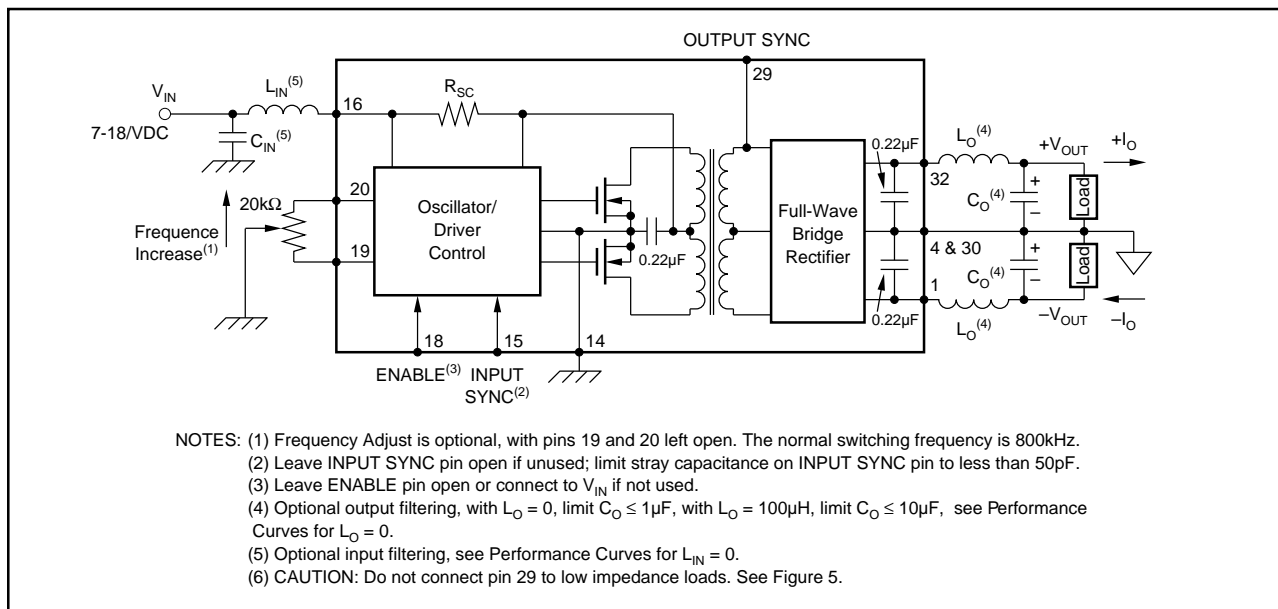 OUTPUT SYNC
29
V_IN
7-18/VDC
L_IN^(5)
C_IN^(5)
16
R_SC
20kΩ
20
19
Frequence
Increase^(1)
Oscillator/
Driver
Control
0.22µF
Full-Wave
Bridge
Rectifier
0.22µF
0.22µF
32
4 & 30
1
L_O^(4)
L_O^(4)
+V_OUT
+I_O
C_O^(4)
+
–
Load
C_O^(4)
+
–
Load
–V_OUT
–I_O
18
15
14
ENABLE^(3)
INPUT
SYNC^(2)
NOTES: (1) Frequency Adjust is optional, with pins 19 and 20 left open. The normal switching frequency is 800kHz.
(2) Leave INPUT SYNC pin open if unused; limit stray capacitance on INPUT SYNC pin to less than 50pF.
(3) Leave ENABLE pin open or connect to V_IN if not used.
(4) Optional output filtering, with L_O = 0, limit C_O ≤ 1µF, with L_O = 100µH, limit C_O ≤ 10µF, see Performance
Curves for L_O = 0.
(5) Optional input filtering, see Performance Curves for L_IN = 0.
(6) CAUTION: Do not connect pin 29 to low impedance loads. See Figure 5.